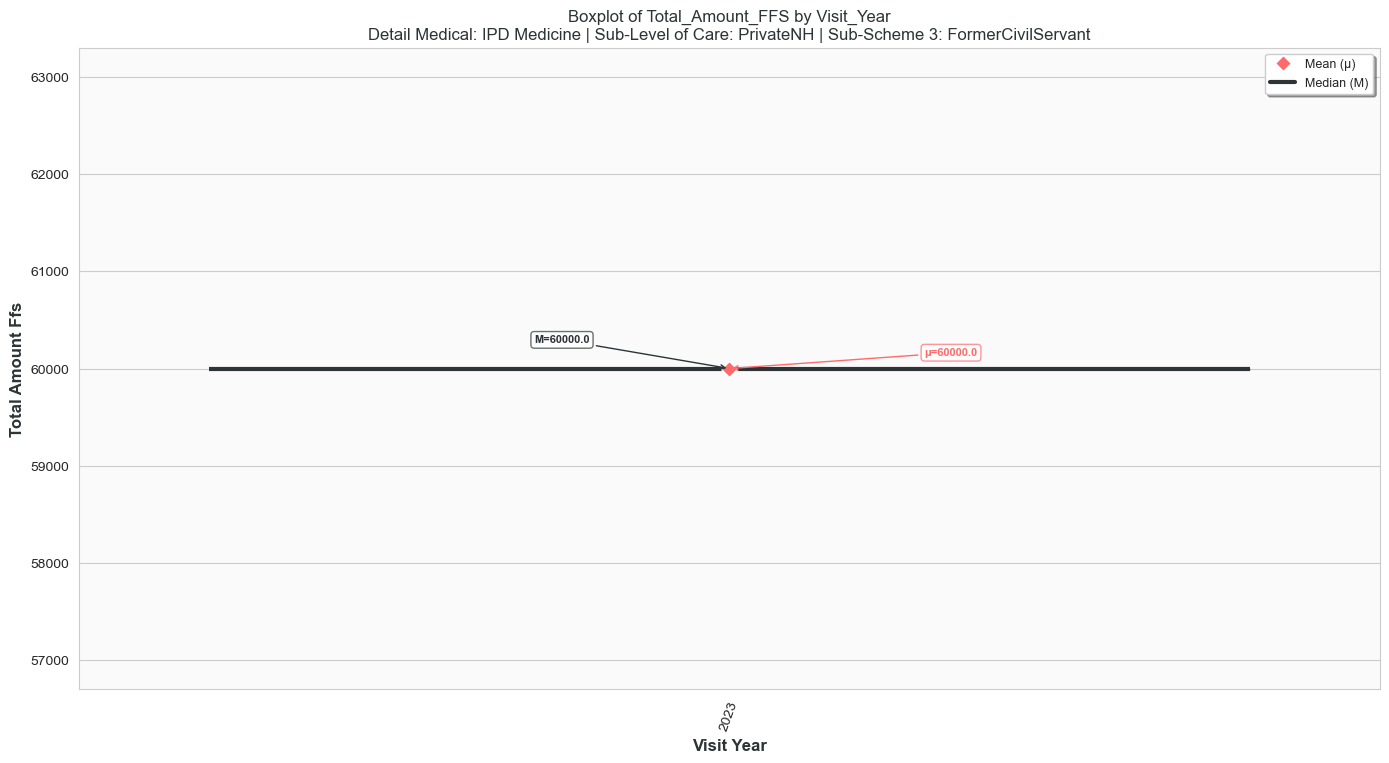 Boxplot of Total_Amount_FFS by Visit_Year
Detail Medical: IPD Medicine | Sub-Level of Care: PrivateNH | Sub-Scheme 3: FormerCivilServant
Mean (μ)
Median (M)
63000
62000
61000
60000
59000
58000
57000
Total Amount Ffs
M=60000.0
μ=60000.0
2023
Visit Year